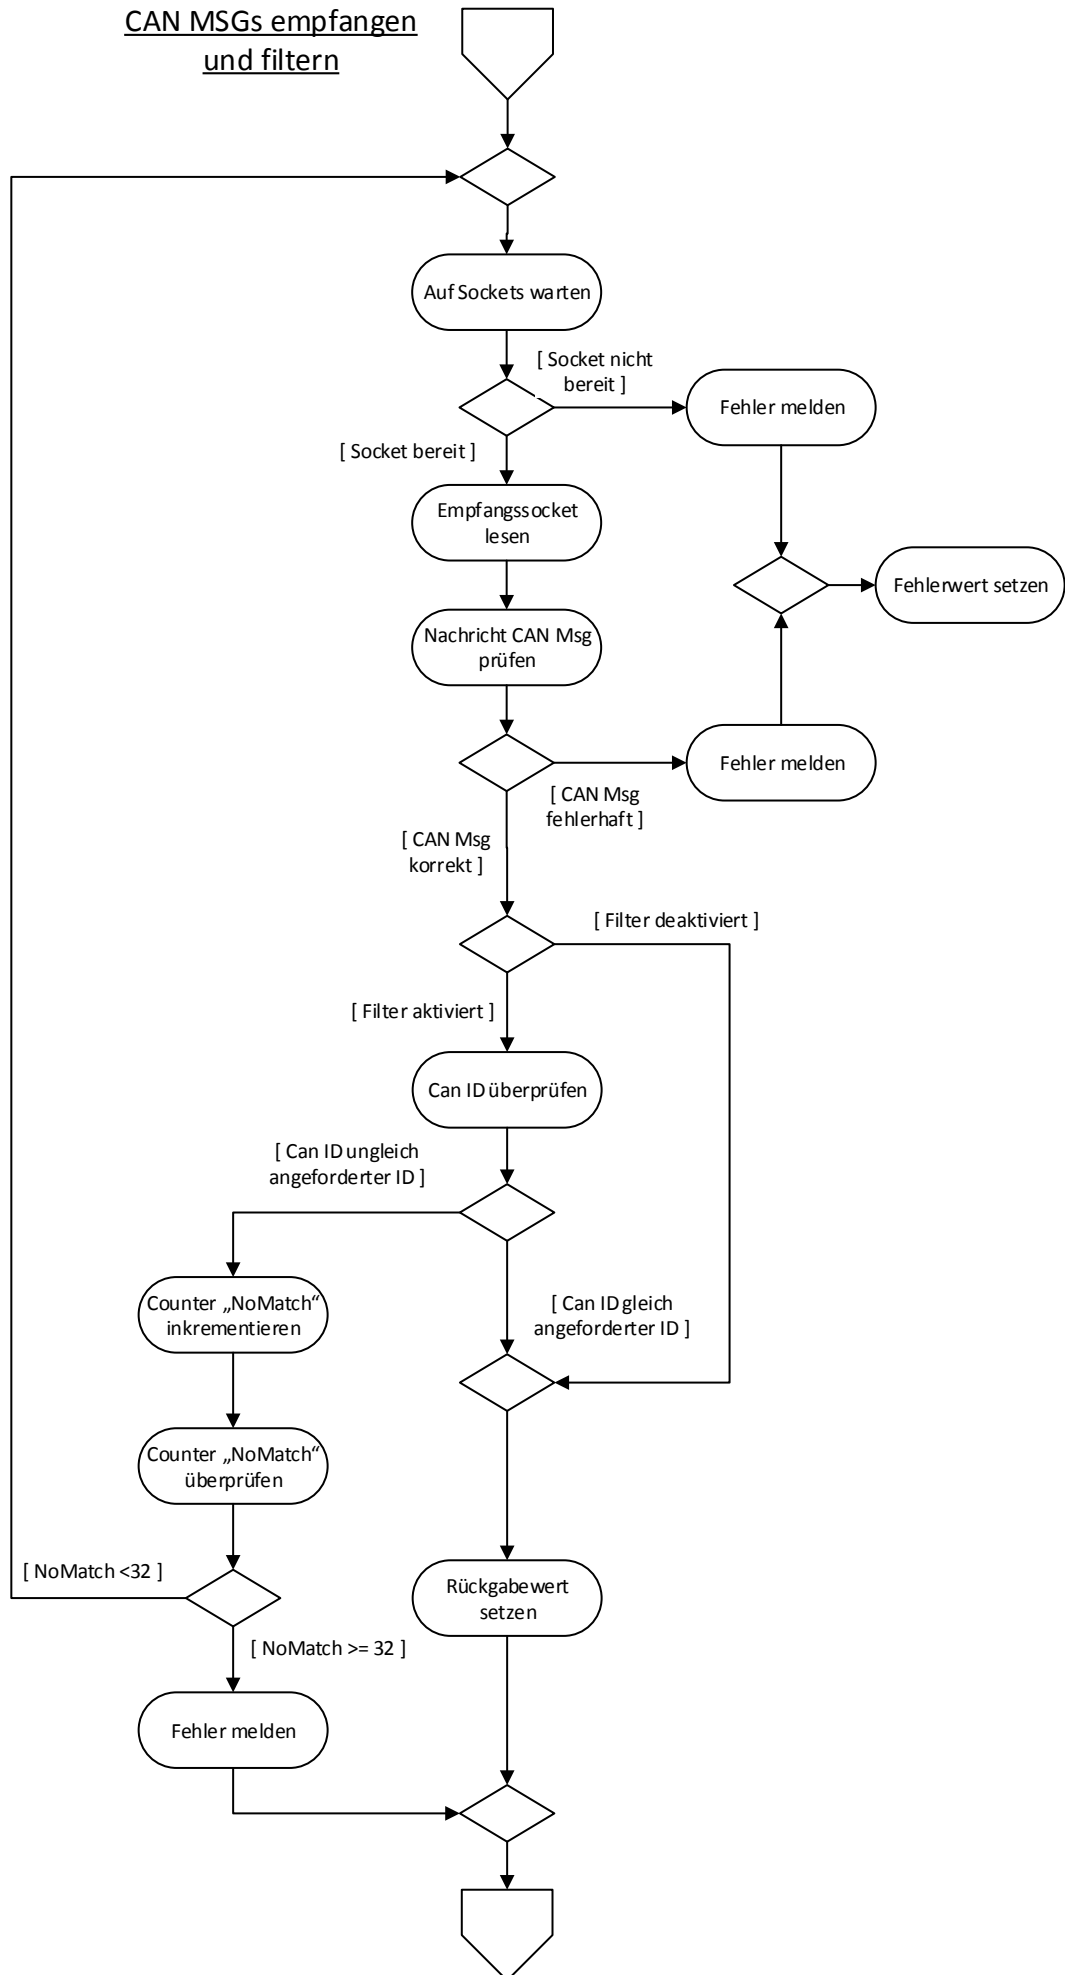 CAN MSGs empfangen
und filtern
Auf Sockets warten
[ Socket nicht
bereit ]
Fehler melden
[ Socket bereit ]
Empfangssocket
lesen
Fehlerwert setzen
Nachricht CAN Msg
prüfen
Fehler melden
[ CAN Msg
fehlerhaft ]
[ CAN Msg
korrekt ]
[ Filter deaktiviert ]
[ Filter aktiviert ]
Can ID überprüfen
[ Can ID ungleich
angeforderter ID ]
Counter „NoMatch“
inkrementieren
[ Can ID gleich
angeforderter ID ]
Counter „NoMatch“
überprüfen
[ NoMatch <32 ]
Rückgabewert
setzen
[ NoMatch >= 32 ]
Fehler melden